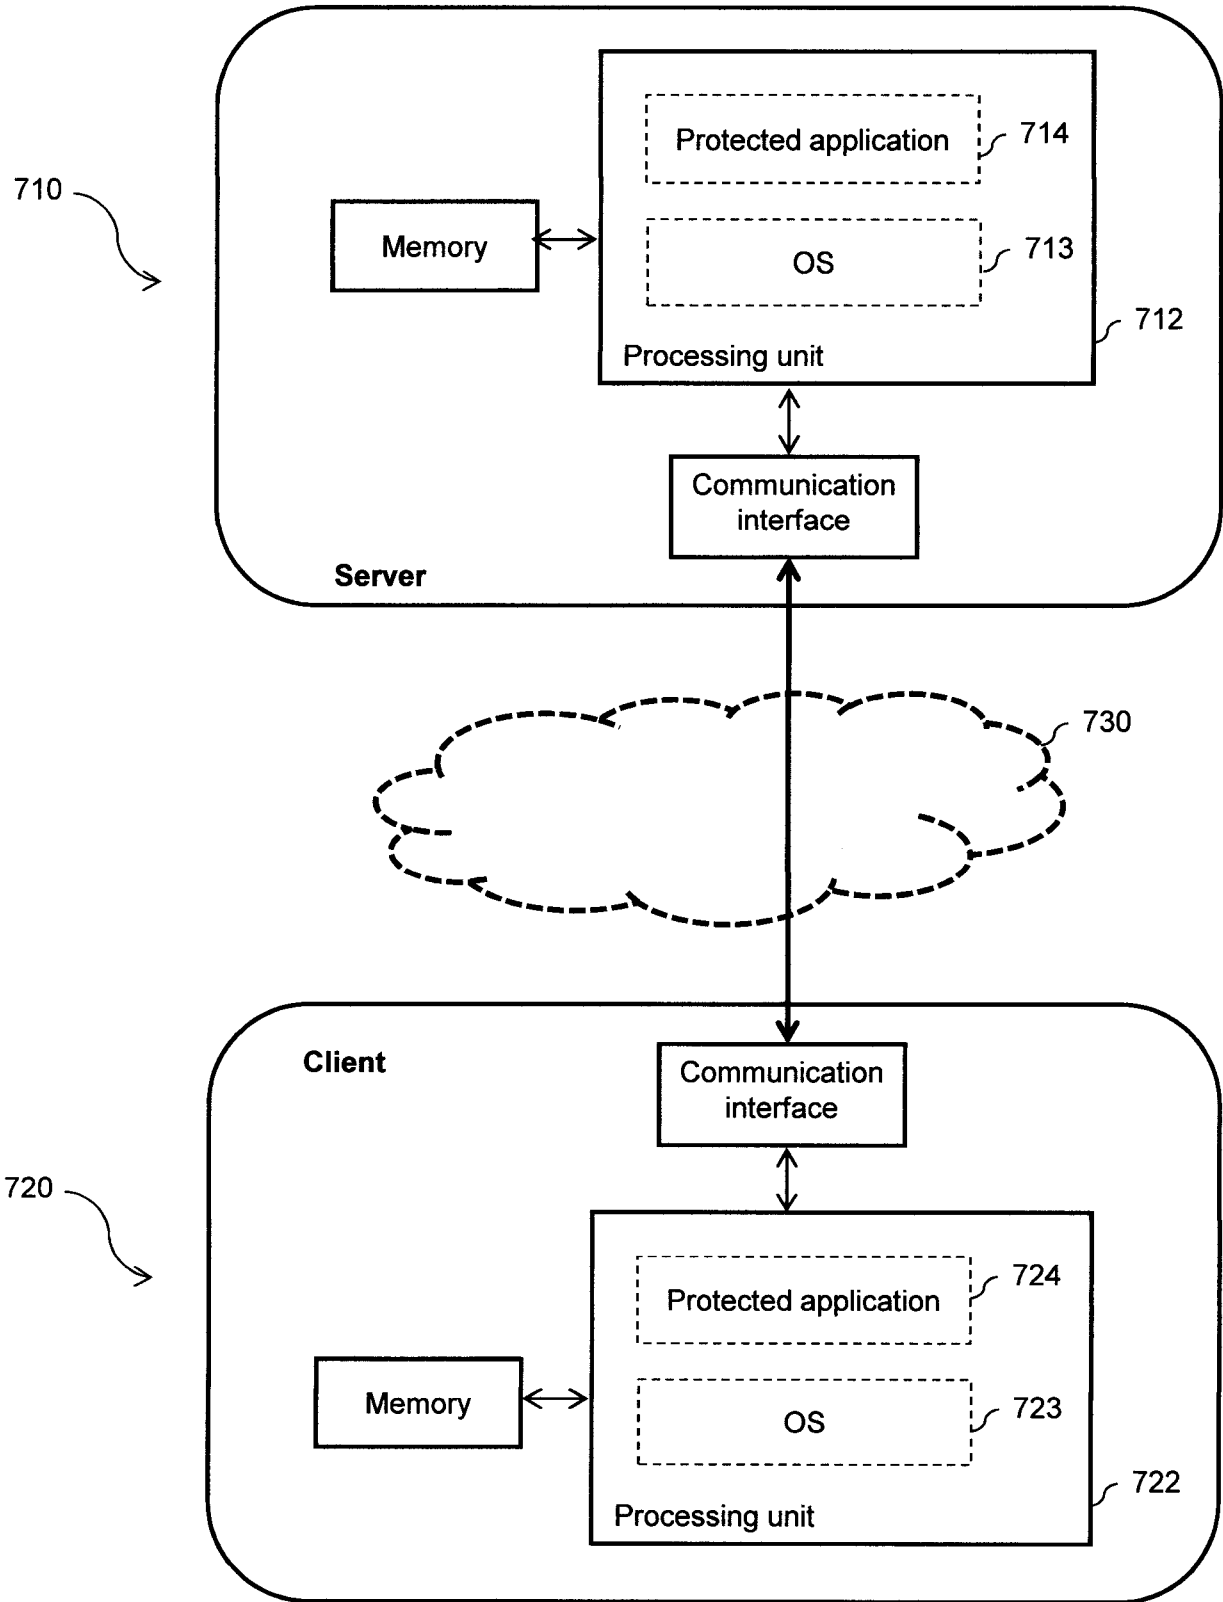 Protected application
714
710
Memory
OS
713
712
Processing unit
Communication
interface
Server
730
Client
Communication
interface
720
Protected application
724
Memory
OS
723
722
Processing unit